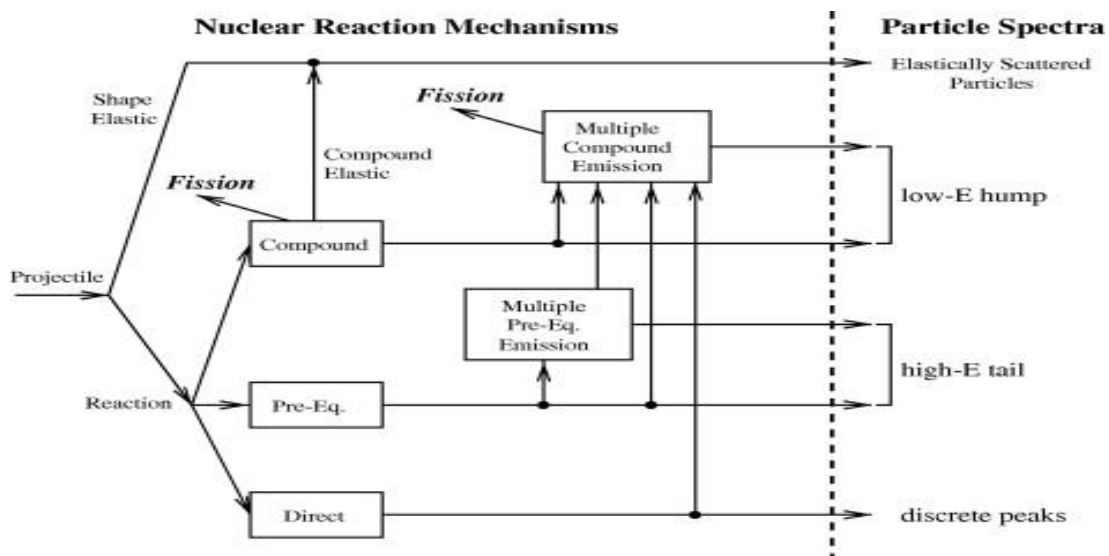 Nuclear Reaction Mechanisms
Particle Spectra
Elastically Scattered
Particles
Shape
Elastic
Fission
Multiple
Compound
Emission
Compound
Elastic
Fission
low-E hump
Compound
Projectile
Multiple
Pre-Eq.
Emission
high-E tail
Reaction
Pre-Eq.
Direct
discrete peaks